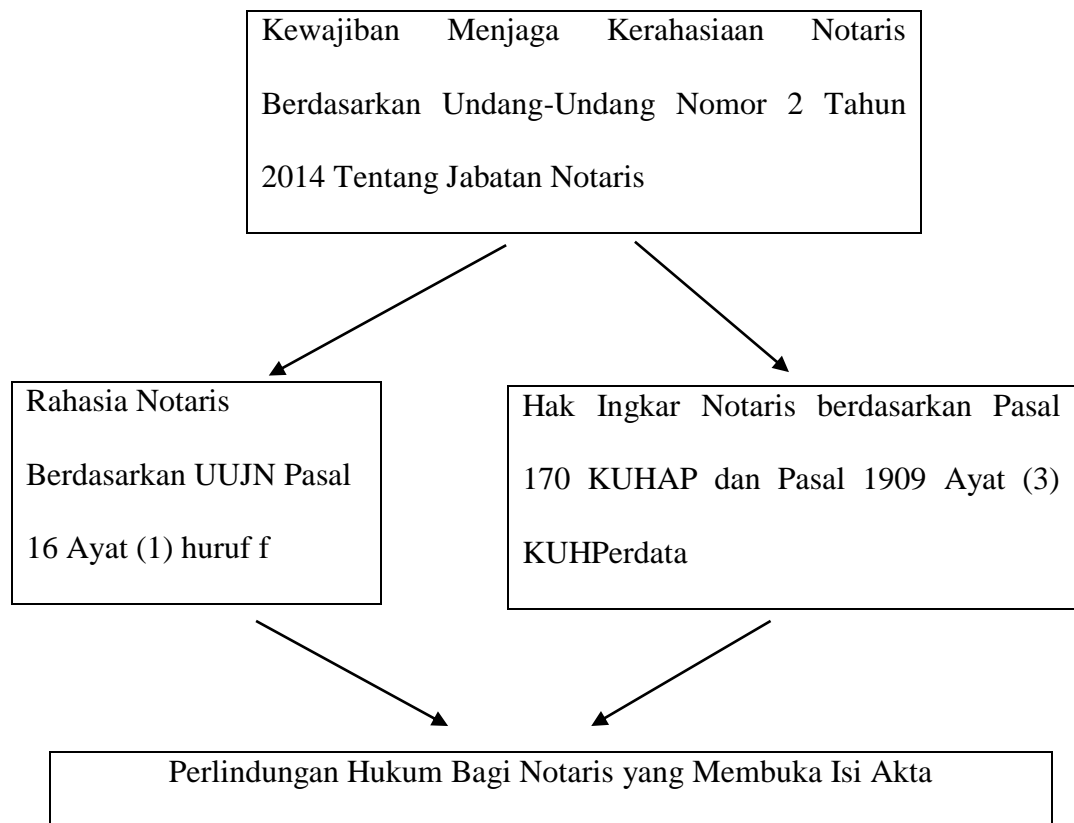 Kewajiban Menjaga Kerahasiaan Notaris
Berdasarkan Undang-Undang Nomor 2 Tahun
2014 Tentang Jabatan Notaris
Rahasia Notaris
Berdasarkan UUJN Pasal
16 Ayat (1) huruf f
Hak Ingkar Notaris berdasarkan Pasal
170 KUHAP dan Pasal 1909 Ayat (3)
KUHPerdata
Perlindungan Hukum Bagi Notaris yang Membuka Isi Akta